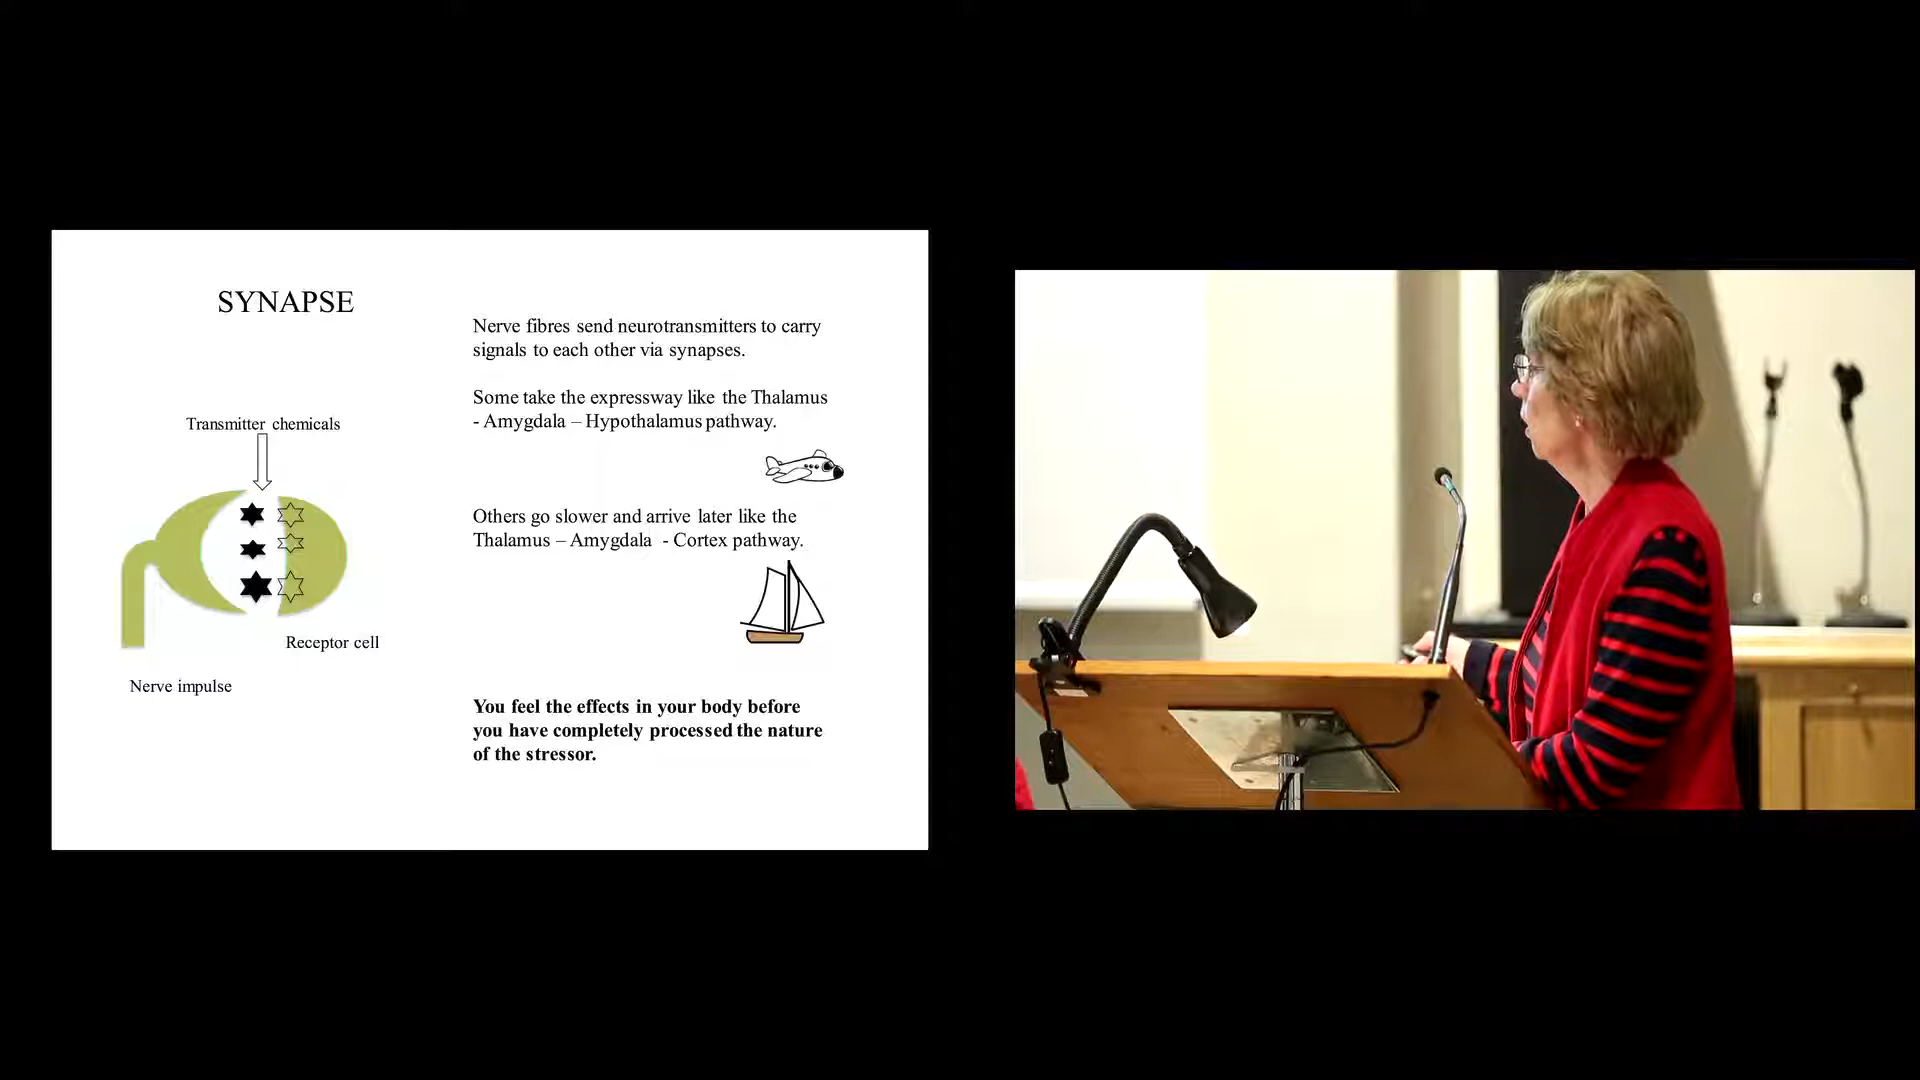 SYNAPSE
Transmitter chemicals
Receptor cell
Nerve impulse
Nerve fibres send neurotransmitters to carry
signals to each other via synapses.
Some take the expressway like the Thalamus
- Amygdala – Hypothalamus pathway.
Others go slower and arrive later like the
Thalamus – Amygdala - Cortex pathway.
You feel the effects in your body before
you have completely processed the nature
of the stressor.